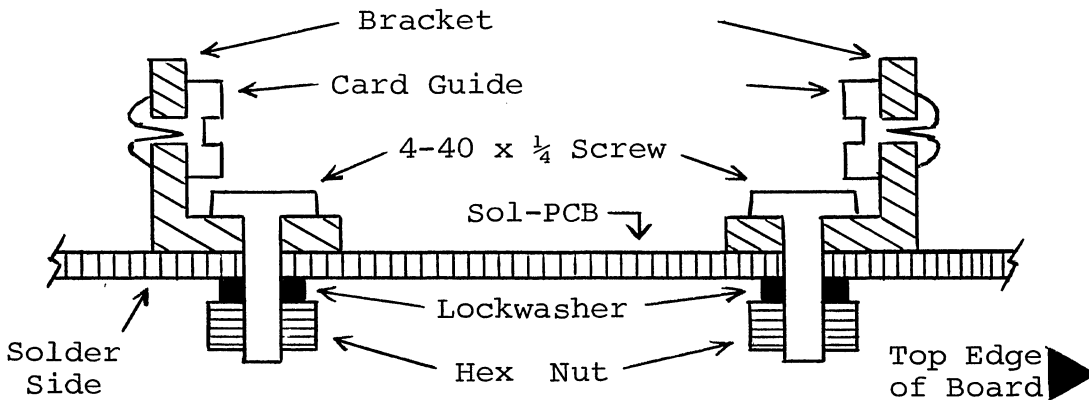 Bracket
Card Guide
4-40 x ¼ Screw
Sol-PCB
Lockwasher
Solder
Side
Hex Nut
Top Edge
of Board